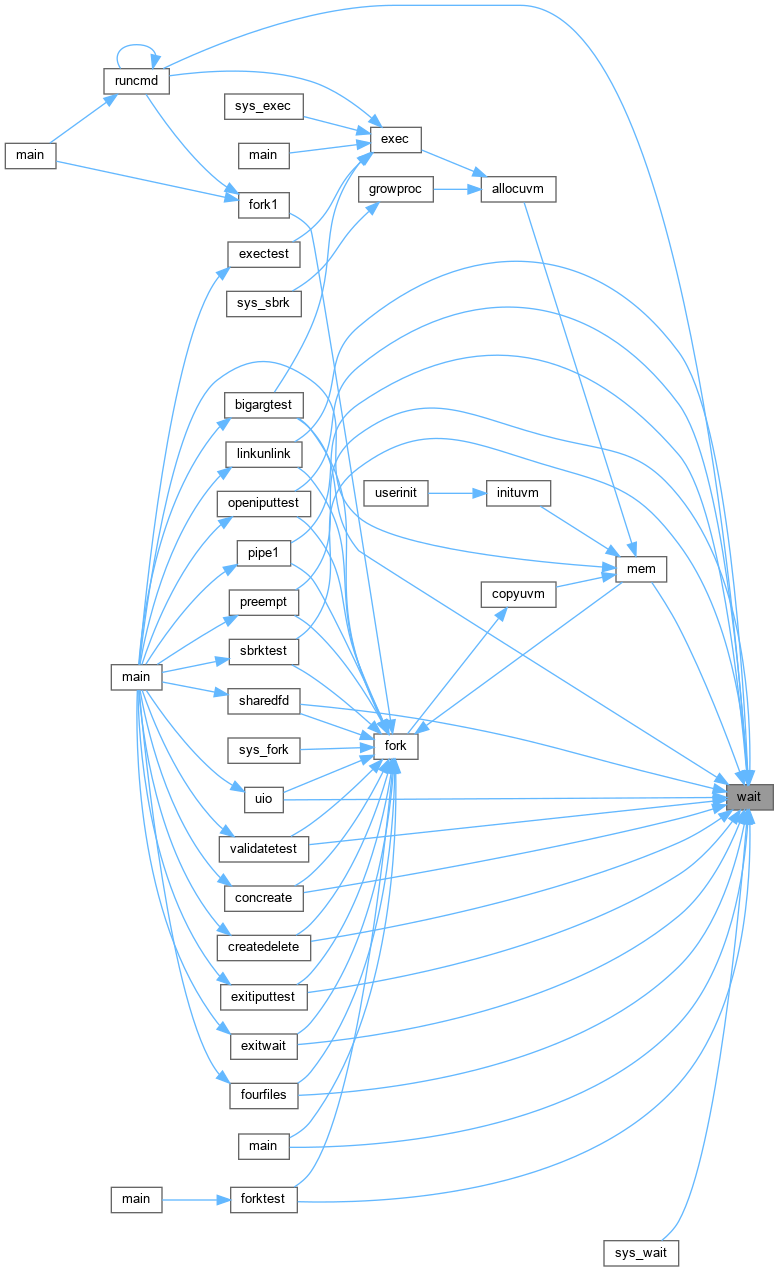 runcmd
sys_exec
exec
main
main
growproc
allocuvm
fork1
exectest
sys_sbrk
bigargtest
linkunlink
userinit
inituvm
openiputtest
pipe1
mem
copyuvm
preempt
sbrktest
main
sharedfd
fork
sys_fork
wait
uio
validatetest
concreate
createdelete
exitiputtest
exitwait
fourfiles
main
main
forktest
sys_wait